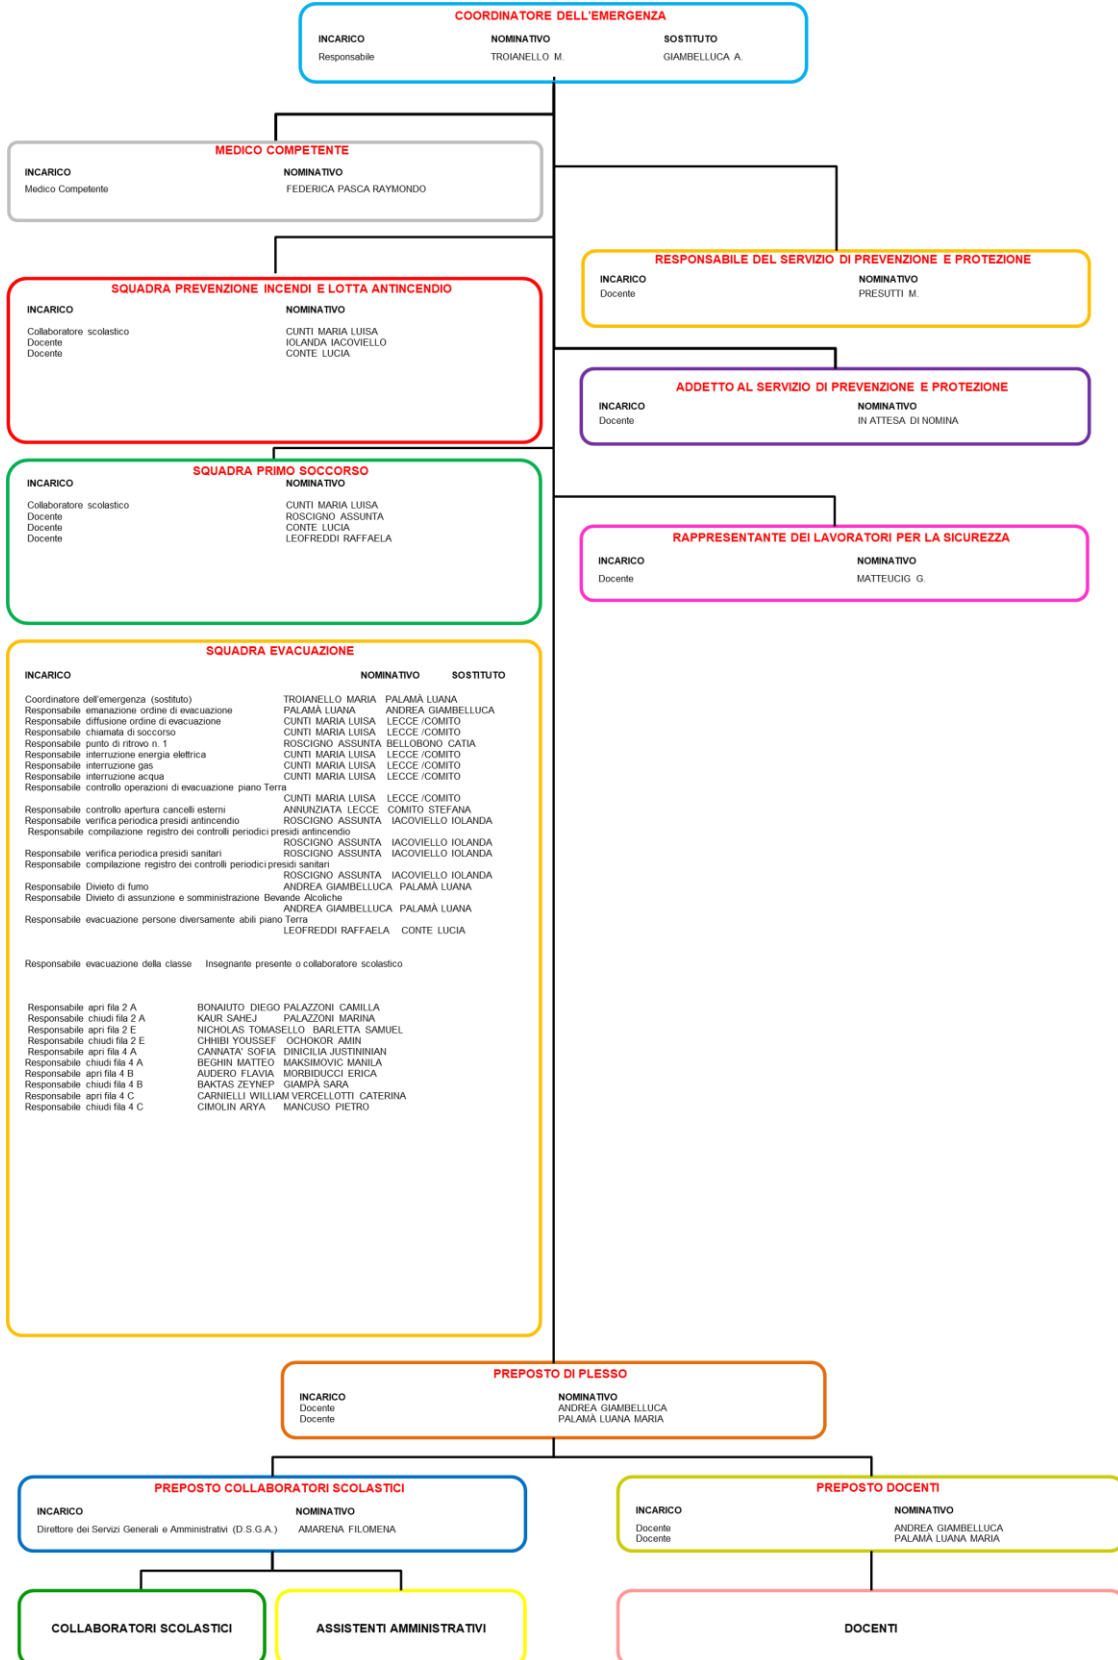 COORDINATORE DELL'EMERGENZA
INCARICO NOMINATIVO SOSTITUTO
Responsabile TROIANELLO M. GIAMBELLUCA A.
MEDICO COMPETENTE
INCARICO NOMINATIVO
Medico Competente FEDERICA PASCA RAYMONDO
RESPONSABILE DEL SERVIZIO DI PREVENZIONE E PROTEZIONE
INCARICO NOMINATIVO
Docente PRESUTTI M.
SQUADRA PREVENZIONE INCENDI E LOTTA ANTINCENDIO
INCARICO NOMINATIVO
Collaboratore scolastico CUNTI MARIA LUISA
Docente IOLANDA IACOVIELLO
Docente CONTE LUCIA
ADDETTO AL SERVIZIO DI PREVENZIONE E PROTEZIONE
INCARICO NOMINATIVO
Docente IN ATTESA DI NOMINA
SQUADRA PRIMO SOCCORSO
INCARICO NOMINATIVO
Collaboratore scolastico CUNTI MARIA LUISA
Docente ROSCIGNO ASSUNTA
Docente CONTE LUCIA
Docente LEOFREDDI RAFFAELA
RAPPRESENTANTE DEI LAVORATORI PER LA SICUREZZA
INCARICO NOMINATIVO
Docente MATTEUCIG G.
SQUADRA EVACUAZIONE
INCARICO NOMINATIVO SOSTITUTO
Coordinatore dell'emergenza (sostituto) TROIANELLO MARIA PALAMÀ LUANA
Responsabile emanazione ordine di evacuazione PALAMÀ LUANA ANDREA GIAMBELLUCA
Responsabile diffusione ordine di evacuazione CUNTI MARIA LUISA LECCE /COMITO
Responsabile chiamata di soccorso CUNTI MARIA LUISA LECCE /COMITO
Responsabile punto di ritrovo n. 1 ROSCIGNO ASSUNTA BELLOBONO CATIA
Responsabile interruzione energia elettrica CUNTI MARIA LUISA LECCE /COMITO
Responsabile interruzione gas CUNTI MARIA LUISA LECCE /COMITO
Responsabile interruzione acqua CUNTI MARIA LUISA LECCE /COMITO
Responsabile controllo operazioni di evacuazione piano Terra
CUNTI MARIA LUISA LECCE /COMITO
Responsabile controllo apertura cancelli esterni ANNUNZIATA LECCE COMITO STEFANA
Responsabile verifica periodica presidi antincendio ROSCIGNO ASSUNTA IACOVIELLO IOLANDA
Responsabile compilazione registro dei controlli periodici presidi antincendio
ROSCIGNO ASSUNTA IACOVIELLO IOLANDA
Responsabile verifica periodica presidi sanitari ROSCIGNO ASSUNTA IACOVIELLO IOLANDA
Responsabile compilazione registro dei controlli periodici presidi sanitari
ROSCIGNO ASSUNTA IACOVIELLO IOLANDA
Responsabile Divieto di fumo ANDREA GIAMBELLUCA PALAMÀ LUANA
Responsabile Divieto di assunzione e somministrazione Bevande Alcoliche
ANDREA GIAMBELLUCA PALAMÀ LUANA
Responsabile evacuazione persone diversamente abili piano Terra
LEOFREDDI RAFFAELA CONTE LUCIA
Responsabile evacuazione della classe Insegnante presente o collaboratore scolastico
Responsabile apri fila 2 A BONAIUTO DIEGO PALAZZONI CAMILLA
Responsabile chiudi fila 2 A KAUR SAHEJ PALAZZONI MARINA
Responsabile apri fila 2 E NICHOLAS TOMASELLO BARLETTA SAMUEL
Responsabile chiudi fila 2 E CHHIBI YOUSSEF OCHOKOR AMIN
Responsabile apri fila 4 A CANNATA' SOFIA DINICILIA JUSTININIAN
Responsabile chiudi fila 4 A BEGHIN MATTEO MAKSIMOVIC MANILA
Responsabile apri fila 4 B AUDERO FLAVIA MORBIDUCCI ERICA
Responsabile chiudi fila 4 B BAKTAS ZEYNEP GIAMPÀ SARA
Responsabile apri fila 4 C CARNIELLI WILLIAM VERCELLOTTI CATERINA
Responsabile chiudi fila 4 C CIMOLIN ARYA MANCUSO PIETRO
PREPOSTO DI PLESSO
INCARICO NOMINATIVO
Docente ANDREA GIAMBELLUCA
Docente PALAMÀ LUANA MARIA
PREPOSTO COLLABORATORI SCOLASTICI
INCARICO NOMINATIVO
Direttore dei Servizi Generali e Amministrativi (D.S.G.A.) AMARENA FILOMENA
PREPOSTO DOCENTI
INCARICO NOMINATIVO
Docente ANDREA GIAMBELLUCA
Docente PALAMÀ LUANA MARIA
COLLABORATORI SCOLASTICI
ASSISTENTI AMMINISTRATIVI
DOCENTI